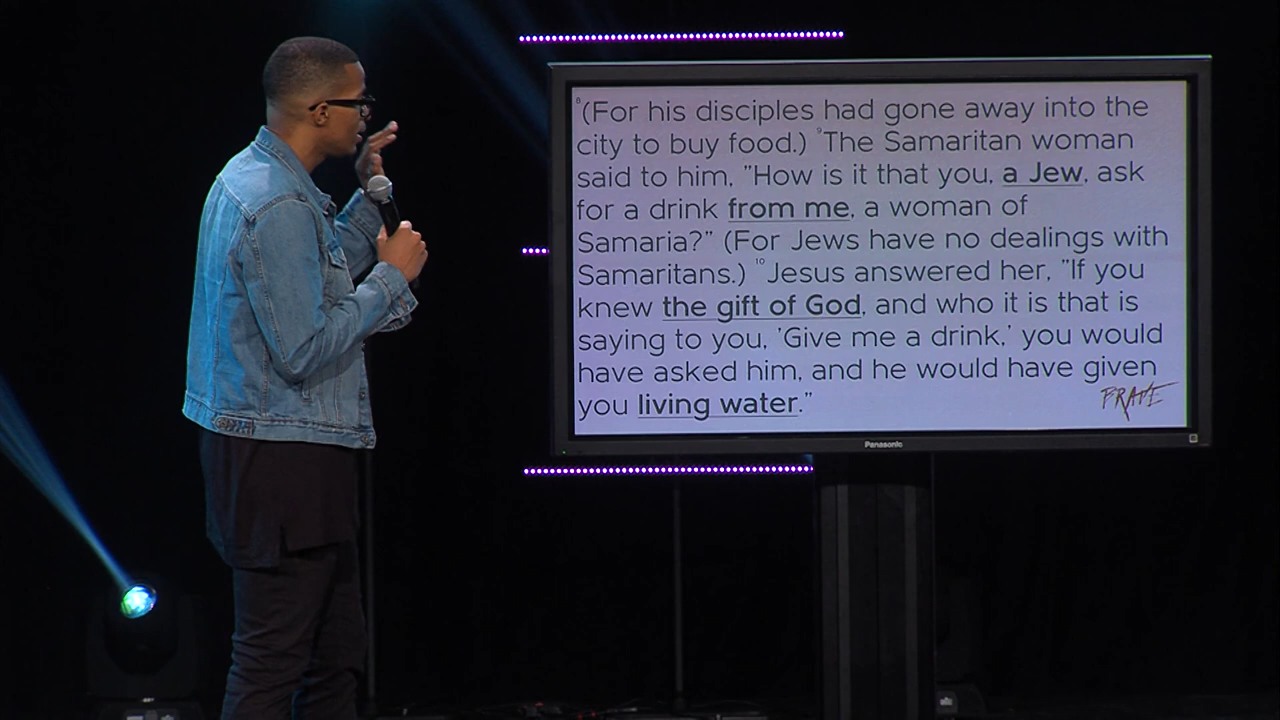 ⁸(For his disciples had gone away into the
city to buy food.) ⁹The Samaritan woman
said to him, "How is it that you, a Jew, ask
for a drink from me, a woman of
Samaria?" (For Jews have no dealings with
Samaritans.) ¹⁰Jesus answered her, "If you
knew the gift of God, and who it is that is
saying to you, 'Give me a drink,' you would
have asked him, and he would have given
you living water."
Panasonic